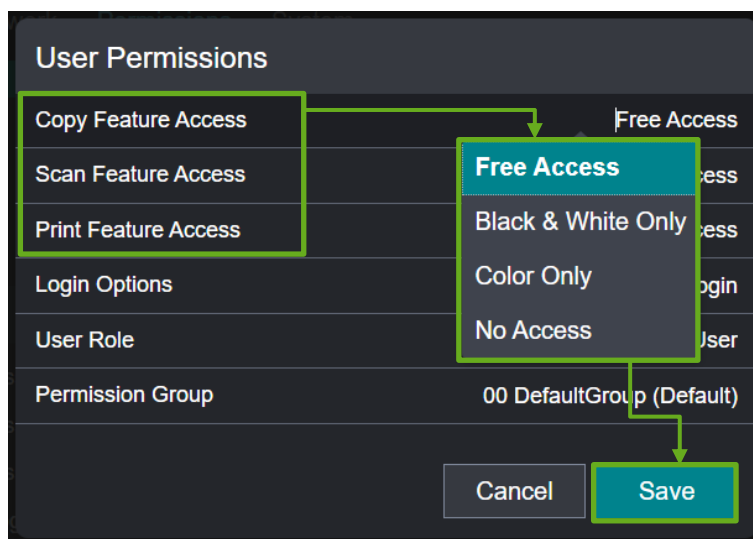 User Permissions
Copy Feature Access
Free Access
Scan Feature Access
Free Access
Print Feature Access
Black & White Only
Login Options
Color Only
User Role
No Access
User
Permission Group
00 DefaultGroup (Default)
Cancel
Save